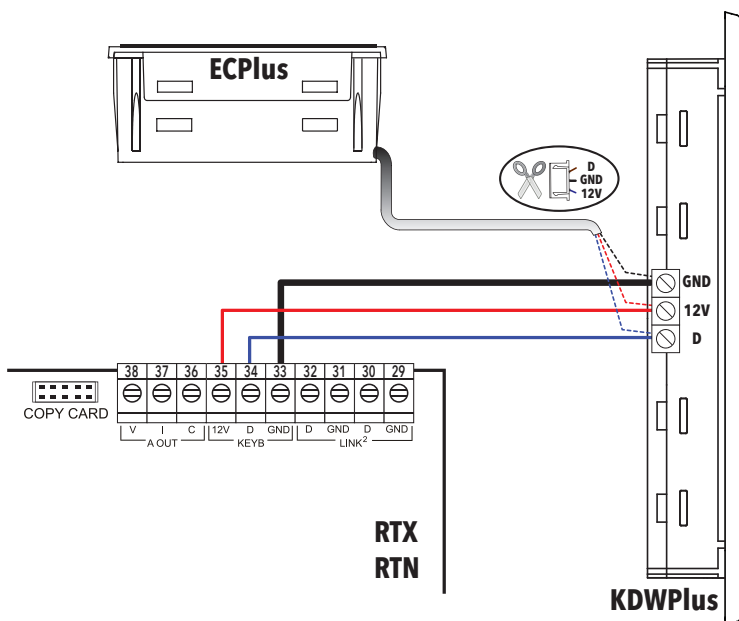 ECPlus
D
GND
12V
GND
12V
D
38 37 36 35 34 33 32 31 30 29
COPY CARD
V I C 12V D GND D GND D GND
A OUT KEYB LINK2
RTX
RTN
KDWPlus